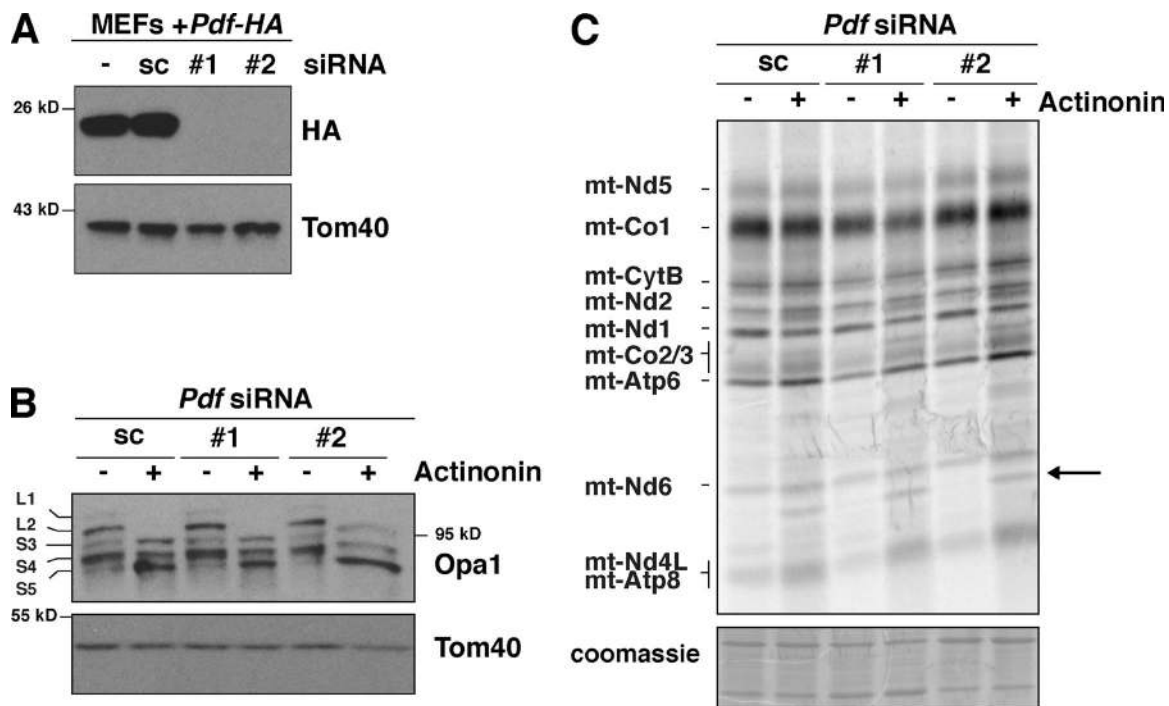 A
MEFs +Pdf-HA
- sc #1 #2 siRNA
26 kD
HA
43 kD
Tom40
B
Pdf siRNA
sc #1 #2
- + - + - + Actinonin
L1
L2
S3
S4
S5
95 kD
Opa1
55 kD
Tom40
C
Pdf siRNA
sc #1 #2
- + - + - + Actinonin
mt-Nd5
mt-Co1
mt-CytB
mt-Nd2
mt-Nd1
mt-Co2/3
mt-Atp6
mt-Nd6
mt-Nd4L
mt-Atp8
coomassie